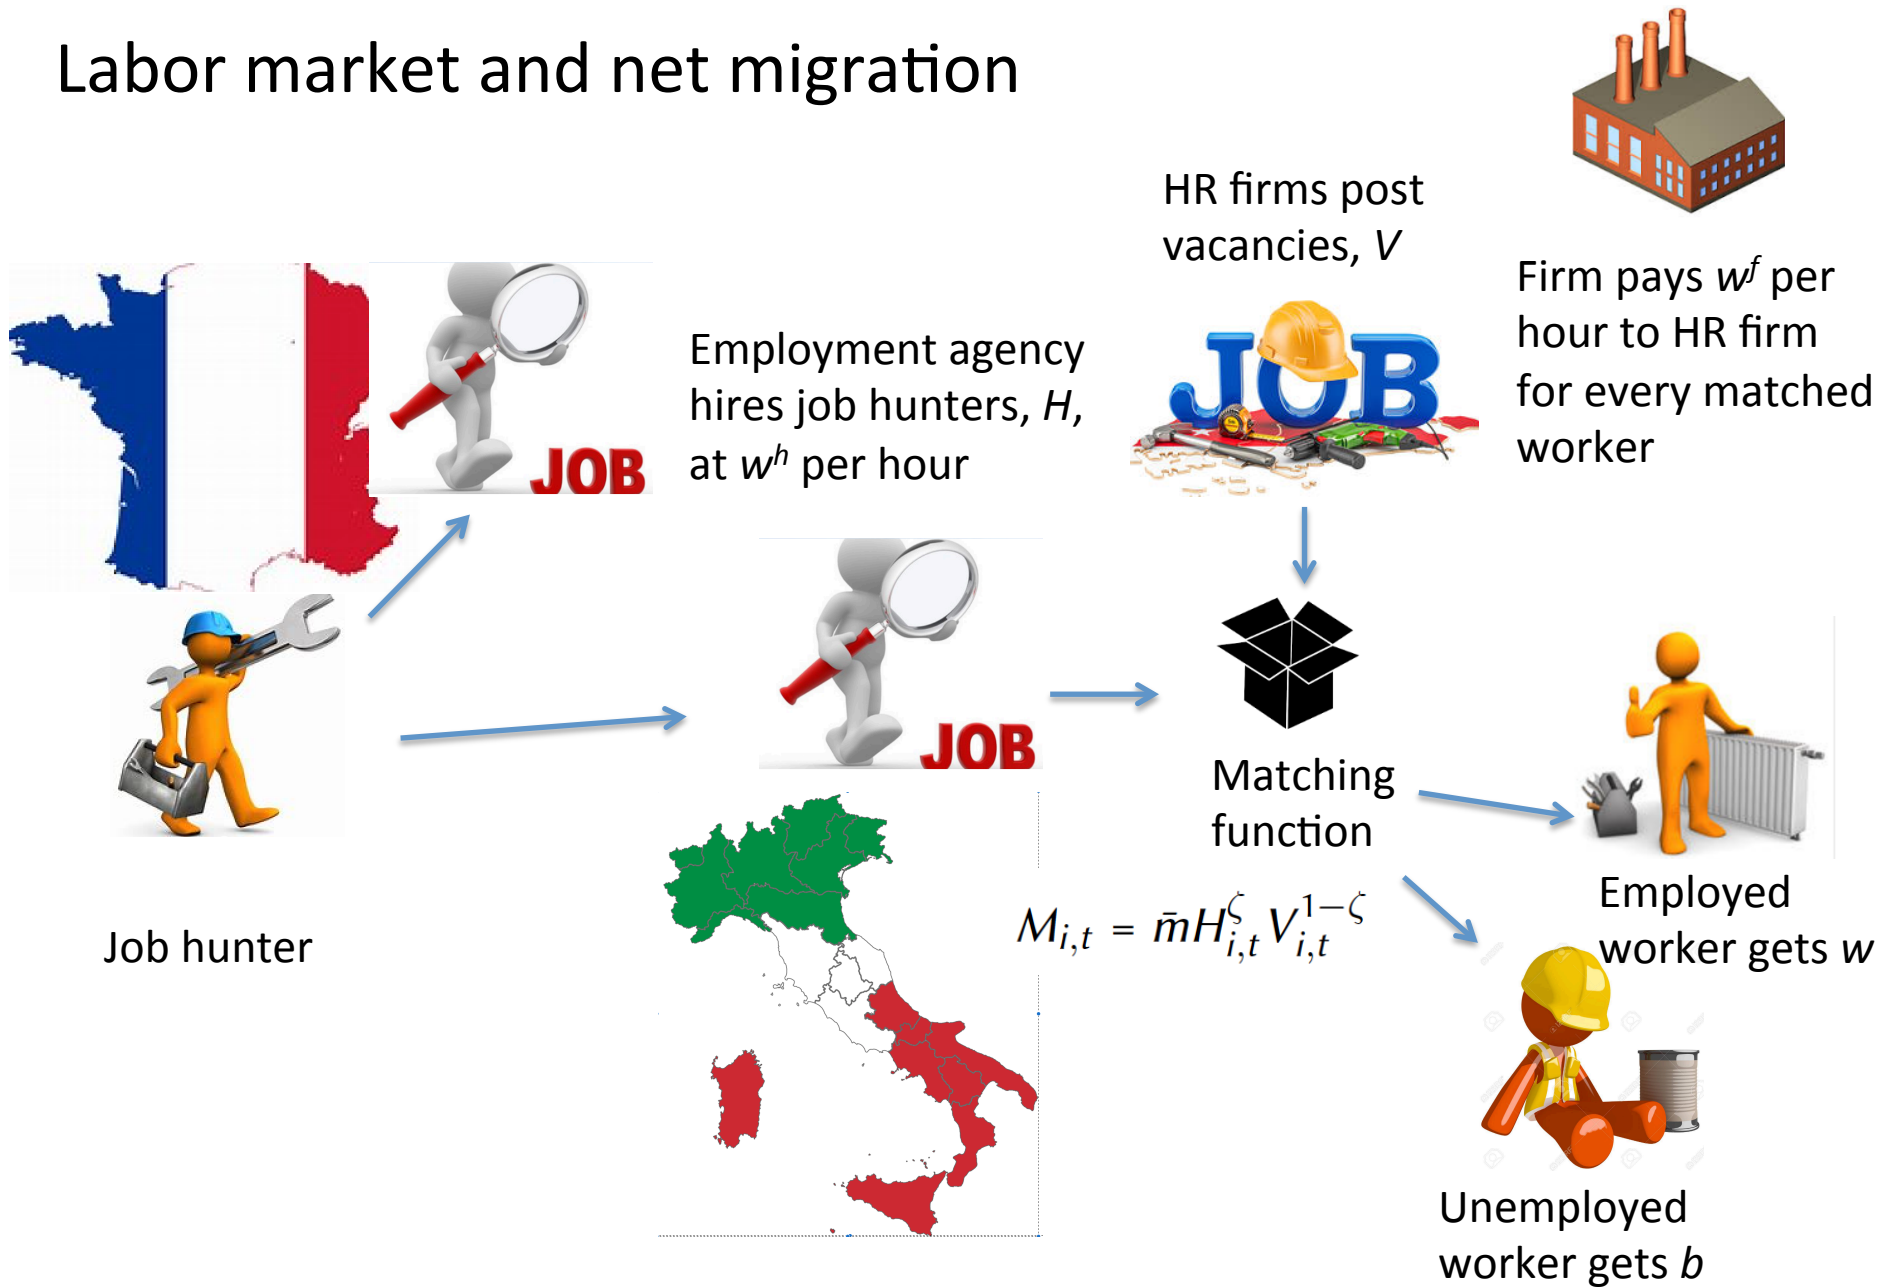 Labor market and net migration
HR firms post
vacancies, V
Firm pays w^f per
hour to HR firm
for every matched
worker
Employment agency
hires job hunters, H,
at w^h per hour
JOB
JOB
JOB
Job hunter
Matching
function
M_{i,t} = m̄H_{i,t}^ζ V_{i,t}^{1−ζ}
Employed
worker gets w
Unemployed
worker gets b